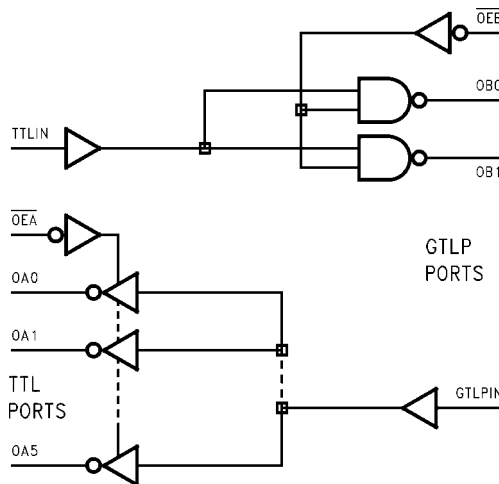 OEB
OB0
TTLIN
OB1
OEA
GTLP
PORTS
OA0
OA1
TTL
PORTS
GTLPIN
OA5